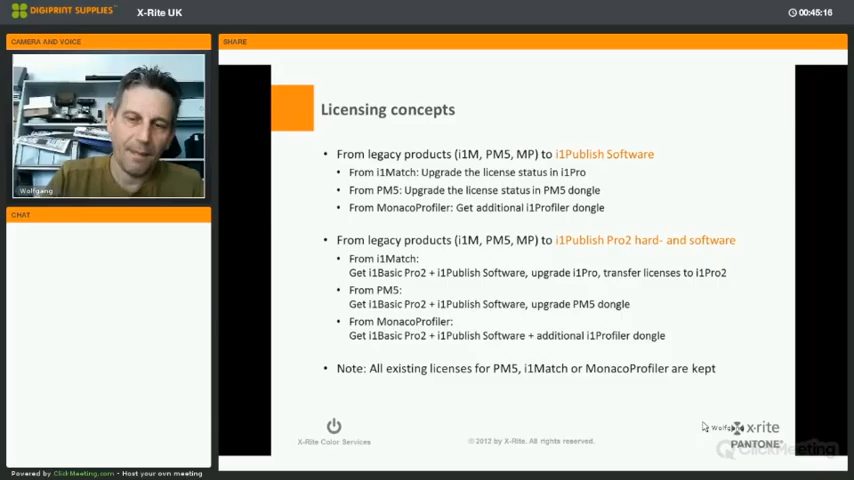 DIGIPRINT SUPPLIES™
X-Rite UK
00:45:16
CAMERA AND VOICE
SHARE
Wolfgang
CHAT
Licensing concepts
• From legacy products (i1M, PM5, MP) to i1Publish Software
• From i1Match: Upgrade the license status in i1Pro
• From PM5: Upgrade the license status in PM5 dongle
• From MonacoProfiler: Get additional i1Profiler dongle
• From legacy products (i1M, PM5, MP) to i1Publish Pro2 hard- and software
• From i1Match:
Get i1Basic Pro2 + i1Publish Software, upgrade i1Pro, transfer licenses to i1Pro2
• From PM5:
Get i1Basic Pro2 + i1Publish Software, upgrade PM5 dongle
• From MonacoProfiler:
Get i1Basic Pro2 + i1Publish Software + additional i1Profiler dongle
• Note: All existing licenses for PM5, i1Match or MonacoProfiler are kept
X-Rite Color Services
© 2012 by X-Rite. All rights reserved.
Wolfgang
x·rite
PANTONE®
ClickMeeting
Powered by ClickMeeting.com - Host your own meeting